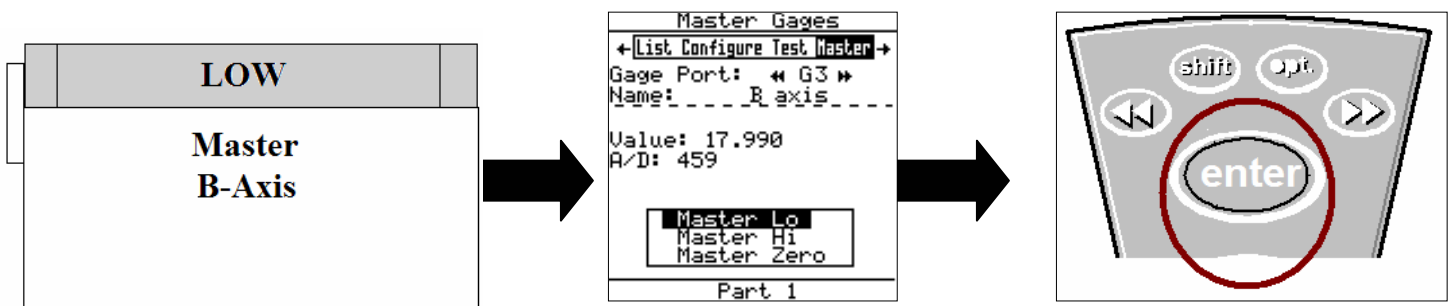 LOW
Master
B-Axis
Master Gages
List Configure Test Master
Gage Port: G3
Name: B axis
Value: 17.990
A/D: 459
Master Lo
Master Hi
Master Zero
Part 1
shift opt.
enter